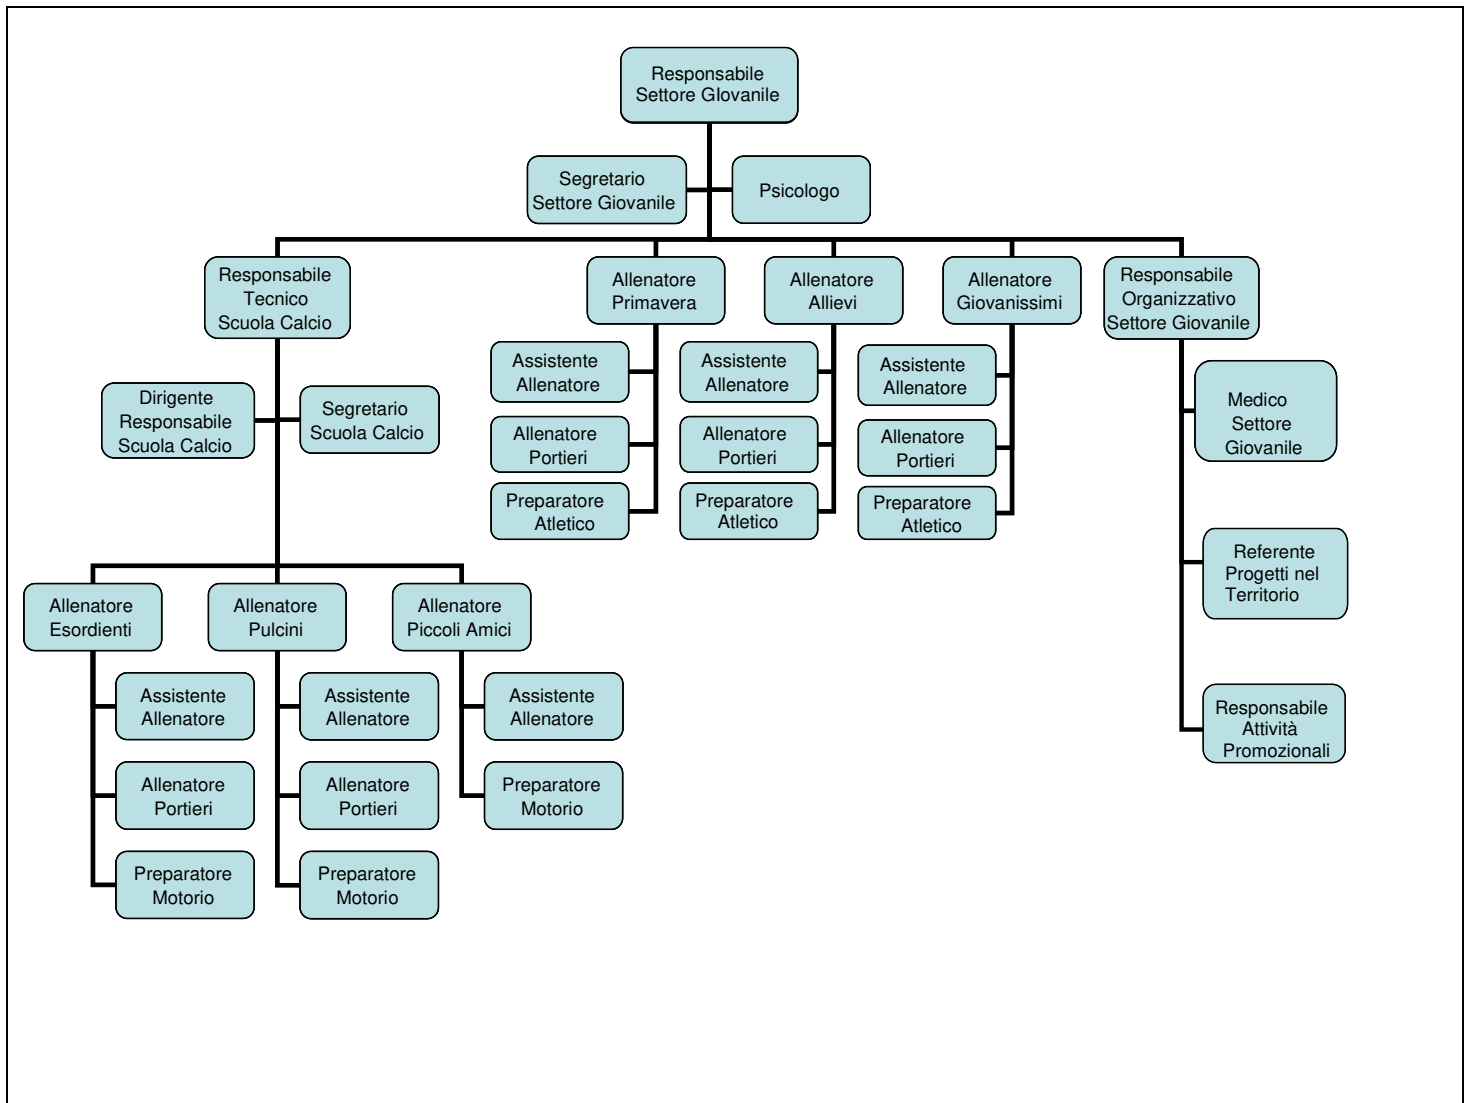 Responsabile
Settore GIovanile
Segretario
Settore Giovanile
Psicologo
Responsabile
Tecnico
Scuola Calcio
Allenatore
Primavera
Allenatore
Allievi
Allenatore
Giovanissimi
Responsabile
Organizzativo
Settore Giovanile
Dirigente
Responsabile
Scuola Calcio
Segretario
Scuola Calcio
Assistente
Allenatore
Allenatore
Portieri
Preparatore
Atletico
Assistente
Allenatore
Allenatore
Portieri
Preparatore
Atletico
Assistente
Allenatore
Allenatore
Portieri
Preparatore
Atletico
Medico
Settore
Giovanile
Referente
Progetti nel
Territorio
Responsabile
Attività
Promozionali
Allenatore
Esordienti
Assistente
Allenatore
Allenatore
Portieri
Preparatore
Motorio
Allenatore
Pulcini
Assistente
Allenatore
Allenatore
Portieri
Preparatore
Motorio
Allenatore
Piccoli Amici
Assistente
Allenatore
Preparatore
Motorio